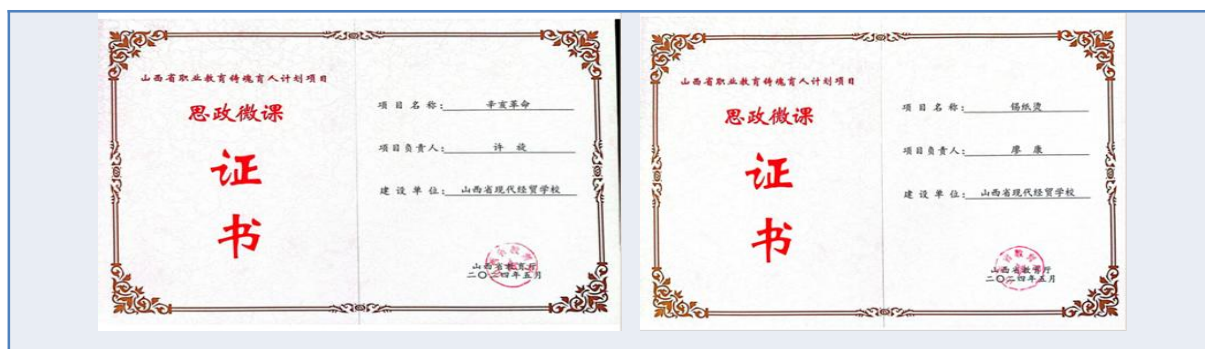 山西省职业教育铸魂育人计划项目
思政微课
证
书
项目名称：辛亥革命
项目负责人：许旋
建设单位：山西省现代经贸学校
山西省教育厅
二〇二四年五月
山西省职业教育铸魂育人计划项目
思政微课
证
书
项目名称：锡纸烫
项目负责人：廖康
建设单位：山西省现代经贸学校
山西省教育厅
二〇二四年五月